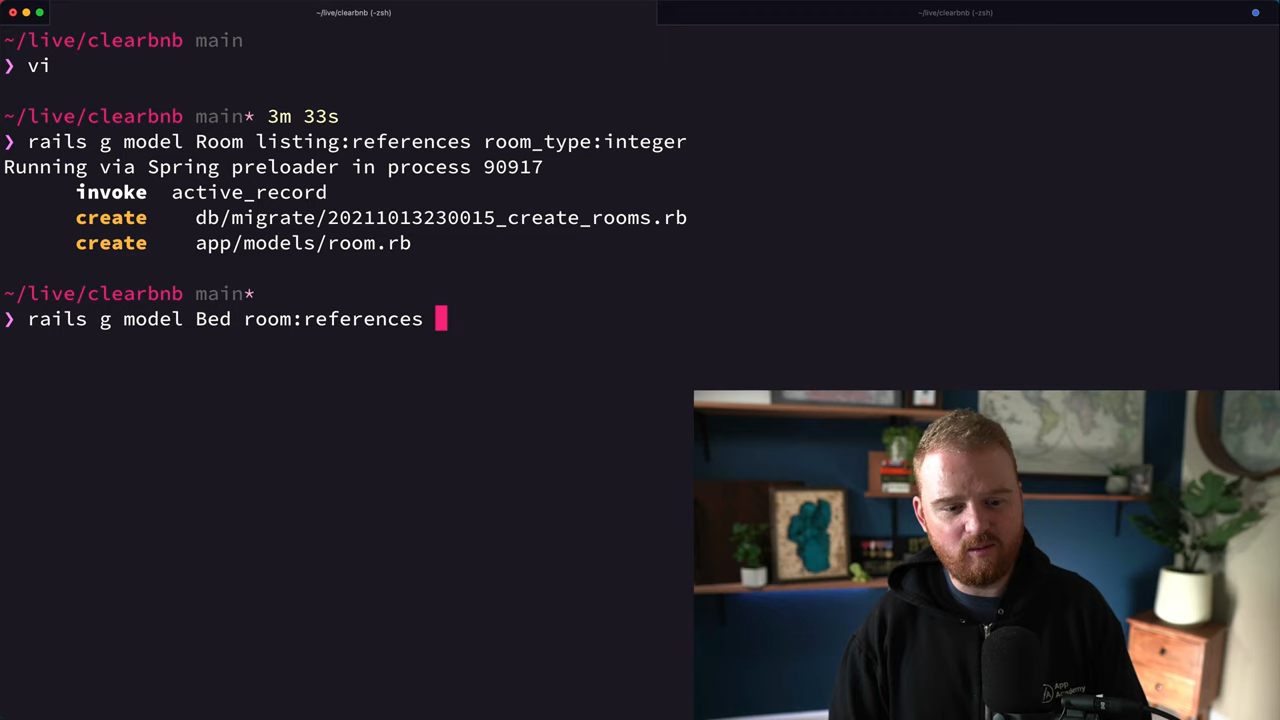 ~/live/clearbnb (-zsh)
~/live/clearbnb (-zsh)
~/live/clearbnb main
❯ vi
~/live/clearbnb main* 3m 33s
❯ rails g model Room listing:references room_type:integer
Running via Spring preloader in process 90917
invoke active_record
create db/migrate/20211013230015_create_rooms.rb
create app/models/room.rb
~/live/clearbnb main*
❯ rails g model Bed room:references
App
Academy